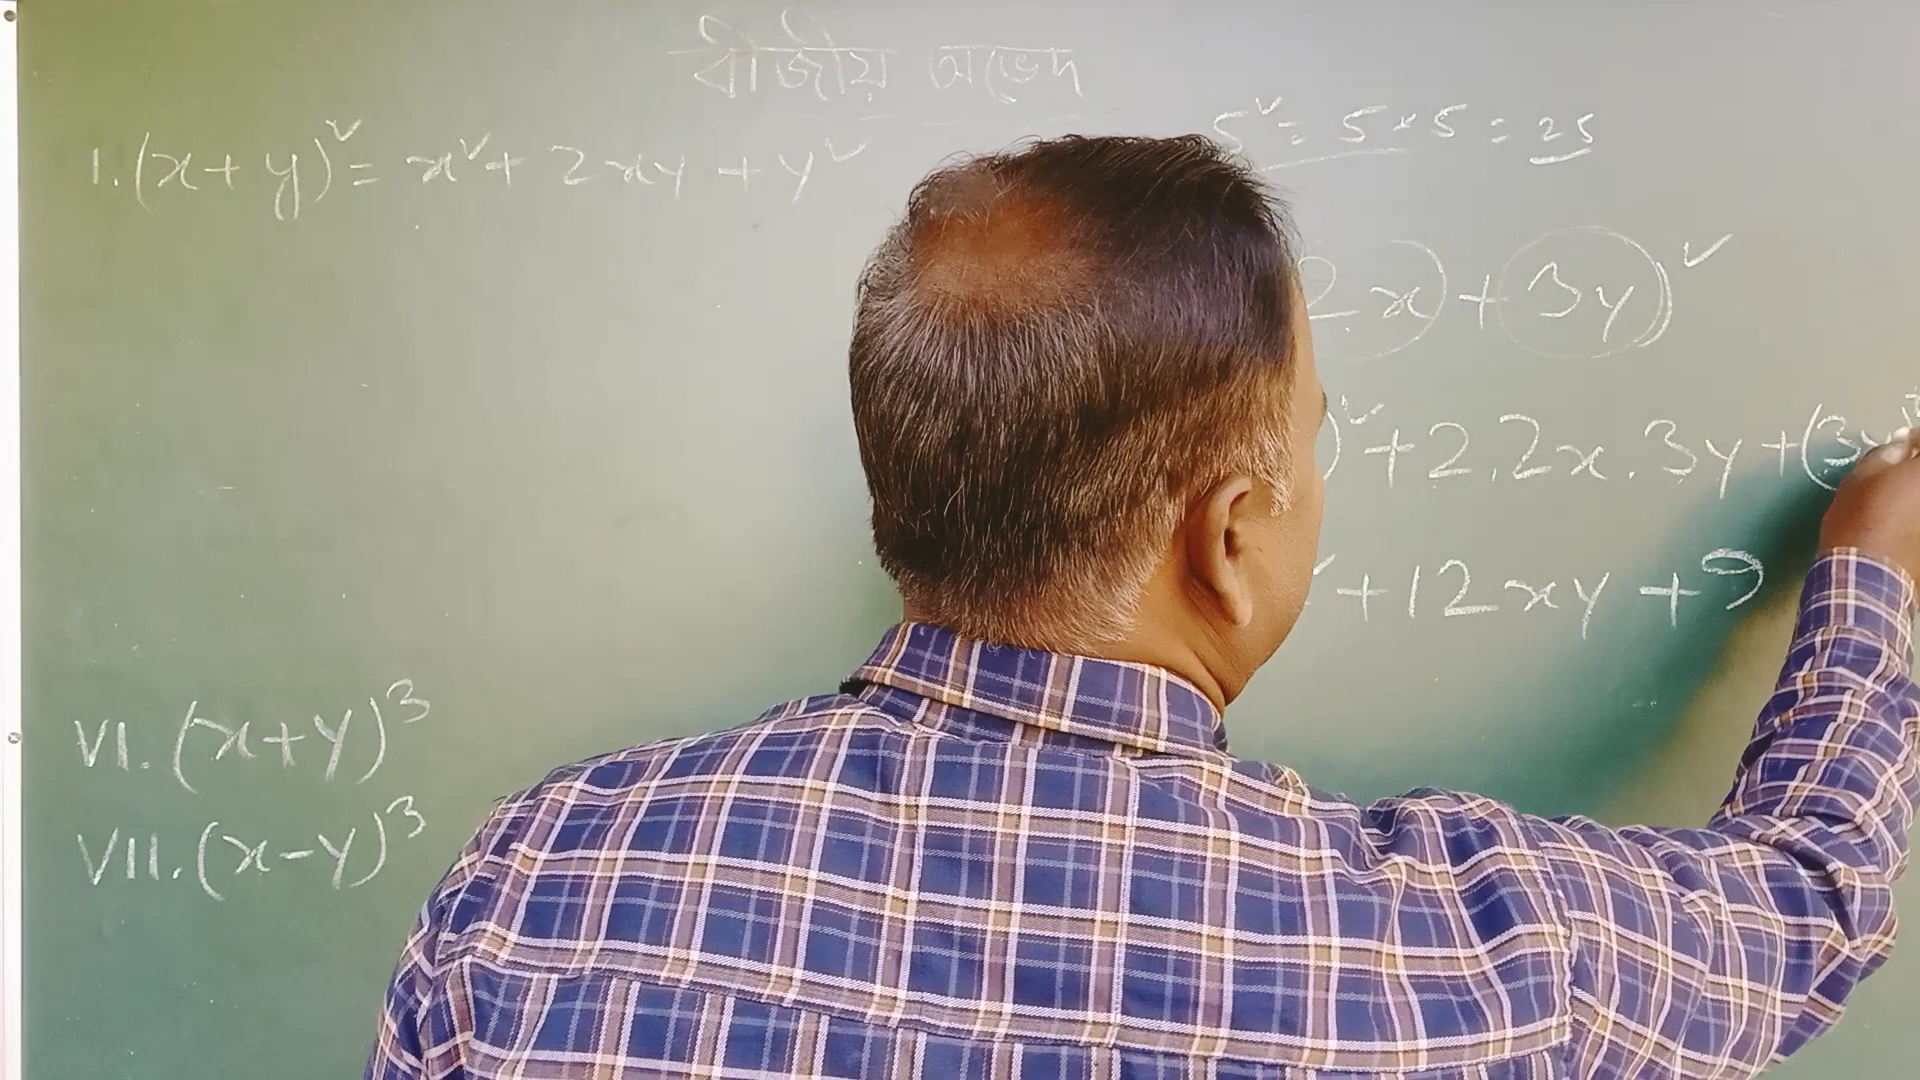 বীজীয় অভেদ
1. (x + y)² = x² + 2xy + y²
5² = 5 × 5 = 25
2x) + 3y)²
)² + 2.2x.3y + (3y)²
+ 12xy + 9
VI. (x+y)³
VII. (x-y)³